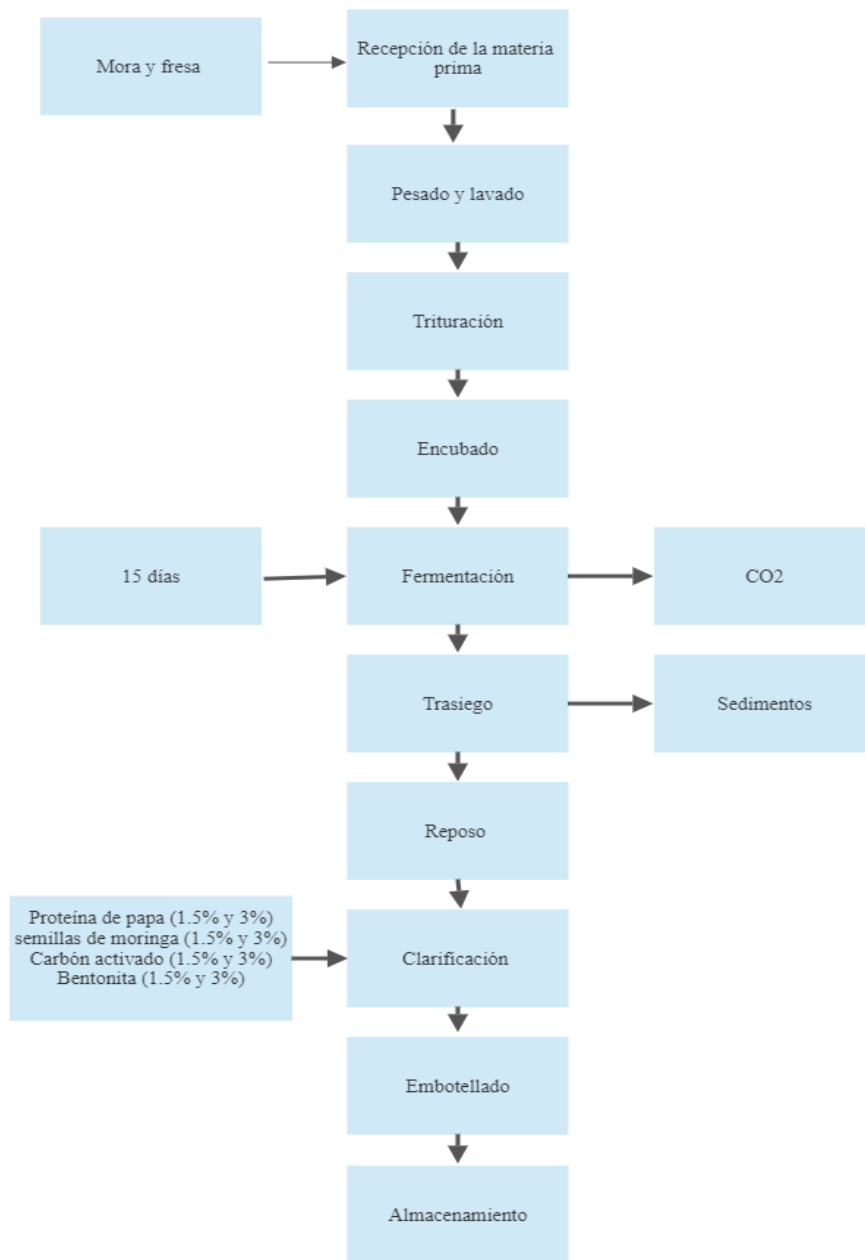 Mora y fresa
Recepción de la materia
prima
Pesado y lavado
Trituración
Encubado
15 días
Fermentación
CO2
Trasiego
Sedimentos
Reposo
Proteína de papa (1.5% y 3%)
semillas de moringa (1.5% y 3%)
Carbón activado (1.5% y 3%)
Bentonita (1.5% y 3%)
Clarificación
Embotellado
Almacenamiento